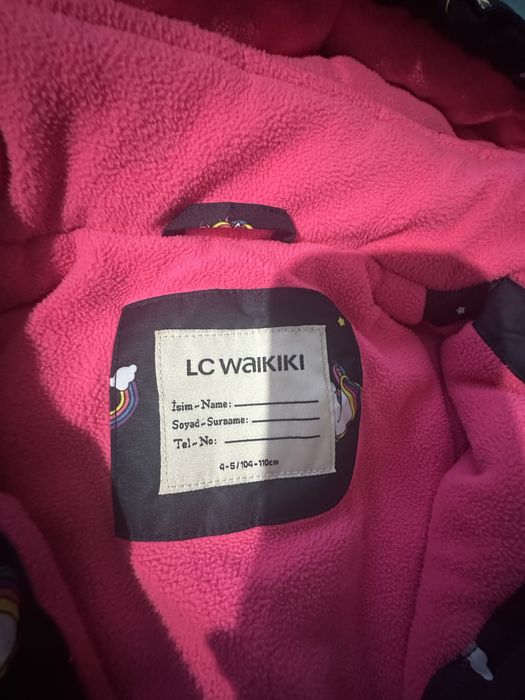 LC WAIKIKI
İsim-Name:
Soyad-Surname:
Tel-No:
4-5/104-110cm